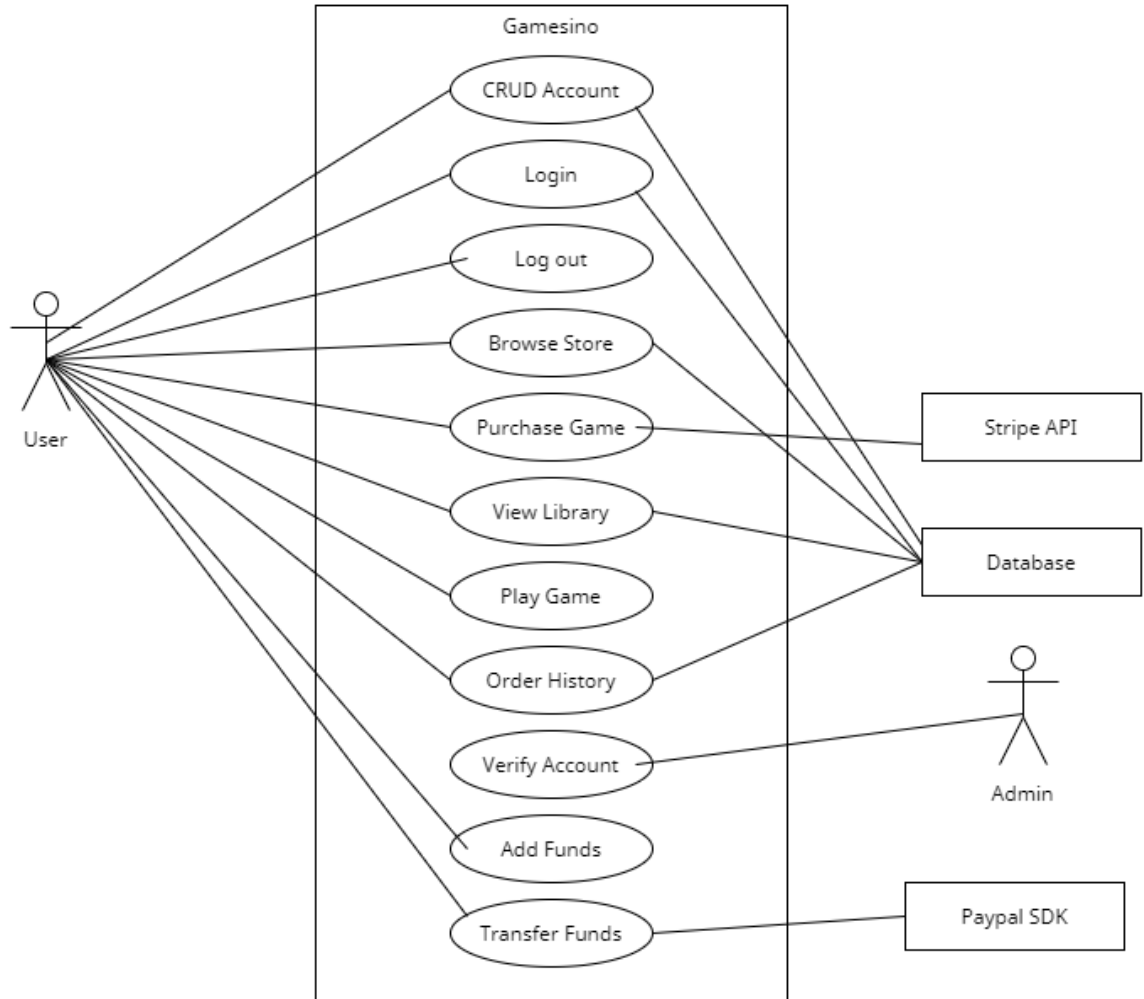 Gamesino
CRUD Account
Login
Log out
Browse Store
Purchase Game
Stripe API
User
View Library
Database
Play Game
Order History
Verify Account
Admin
Add Funds
Paypal SDK
Transfer Funds